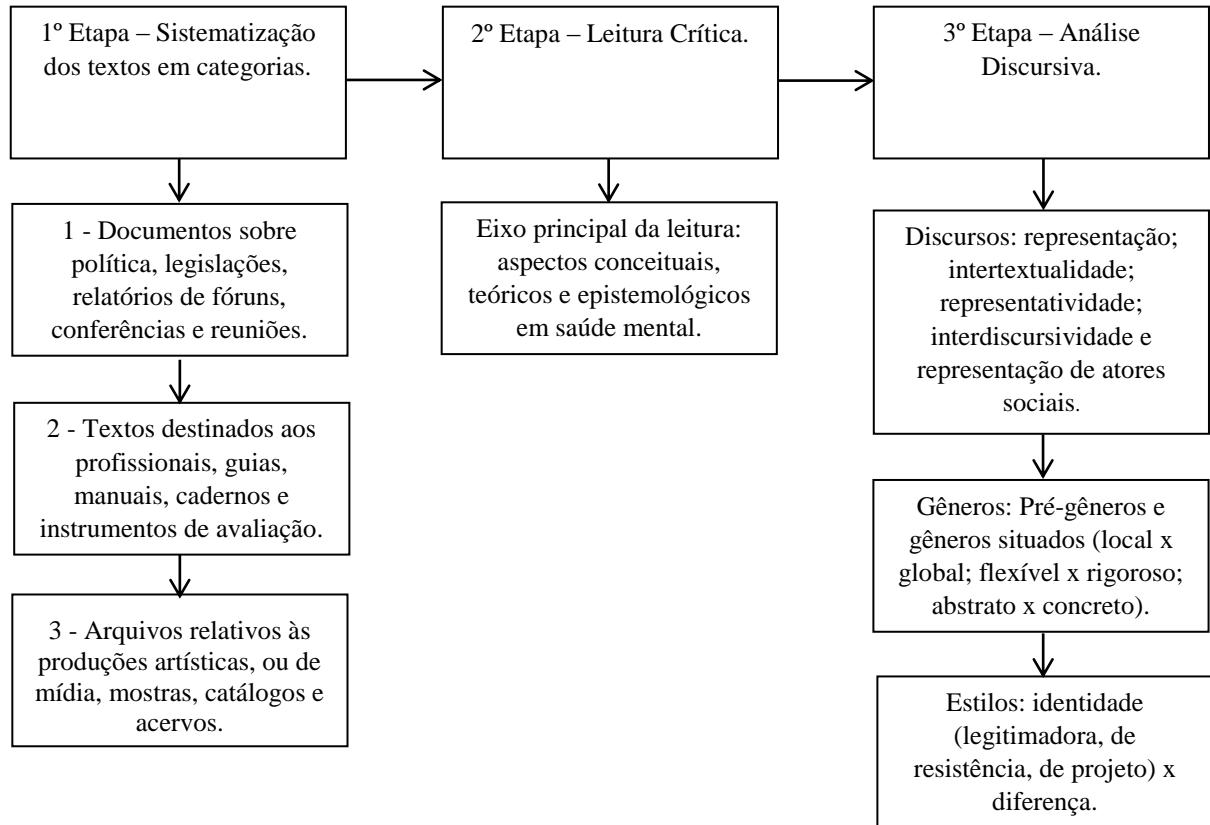 1º Etapa – Sistematização
dos textos em categorias.
2º Etapa – Leitura Crítica.
3º Etapa – Análise
Discursiva.
1 - Documentos sobre
política, legislações,
relatórios de fóruns,
conferências e reuniões.
2 - Textos destinados aos
profissionais, guias,
manuais, cadernos e
instrumentos de avaliação.
3 - Arquivos relativos às
produções artísticas, ou de
mídia, mostras, catálogos e
acervos.
Eixo principal da leitura:
aspectos conceituais,
teóricos e epistemológicos
em saúde mental.
Discursos: representação;
intertextualidade;
representatividade;
interdiscursividade e
representação de atores
sociais.
Gêneros: Pré-gêneros e
gêneros situados (local x
global; flexível x rigoroso;
abstrato x concreto).
Estilos: identidade
(legitimadora, de
resistência, de projeto) x
diferença.